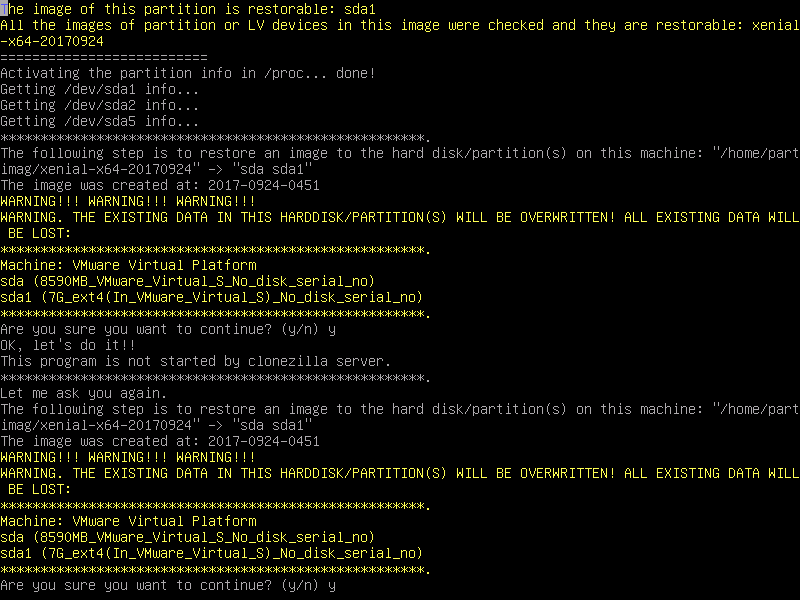 The image of this partition is restorable: sda1
All the images of partition or LV devices in this image were checked and they are restorable: xenial
-x64-20170924
==========================
Activating the partition info in /proc... done!
Getting /dev/sda1 info...
Getting /dev/sda2 info...
Getting /dev/sda5 info...
*****************************************************.
The following step is to restore an image to the hard disk/partition(s) on this machine: "/home/part
imag/xenial-x64-20170924" -> "sda sda1"
The image was created at: 2017-0924-0451
WARNING!!! WARNING!!! WARNING!!!
WARNING. THE EXISTING DATA IN THIS HARDDISK/PARTITION(S) WILL BE OVERWRITTEN! ALL EXISTING DATA WILL
 BE LOST:
*****************************************************.
Machine: VMware Virtual Platform
sda (8590MB_VMware_Virtual_S_No_disk_serial_no)
sda1 (7G_ext4(In_VMware_Virtual_S)_No_disk_serial_no)
*****************************************************.
Are you sure you want to continue? (y/n) y
OK, let's do it!!
This program is not started by clonezilla server.
*****************************************************.
Let me ask you again.
The following step is to restore an image to the hard disk/partition(s) on this machine: "/home/part
imag/xenial-x64-20170924" -> "sda sda1"
The image was created at: 2017-0924-0451
WARNING!!! WARNING!!! WARNING!!!
WARNING. THE EXISTING DATA IN THIS HARDDISK/PARTITION(S) WILL BE OVERWRITTEN! ALL EXISTING DATA WILL
 BE LOST:
*****************************************************.
Machine: VMware Virtual Platform
sda (8590MB_VMware_Virtual_S_No_disk_serial_no)
sda1 (7G_ext4(In_VMware_Virtual_S)_No_disk_serial_no)
*****************************************************.
Are you sure you want to continue? (y/n) y